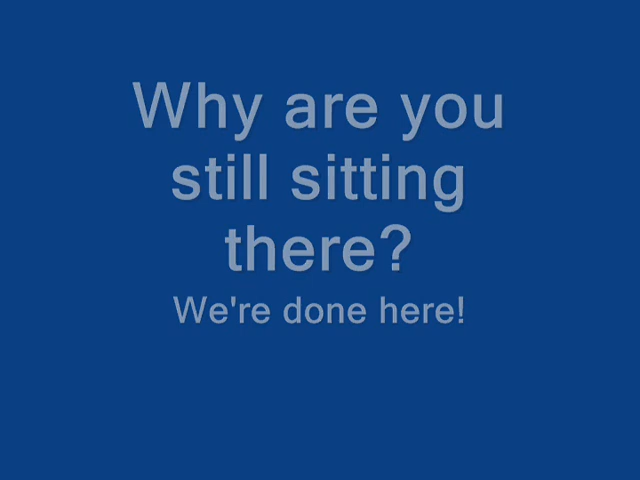 Why are you
still sitting
there?
We're done here!